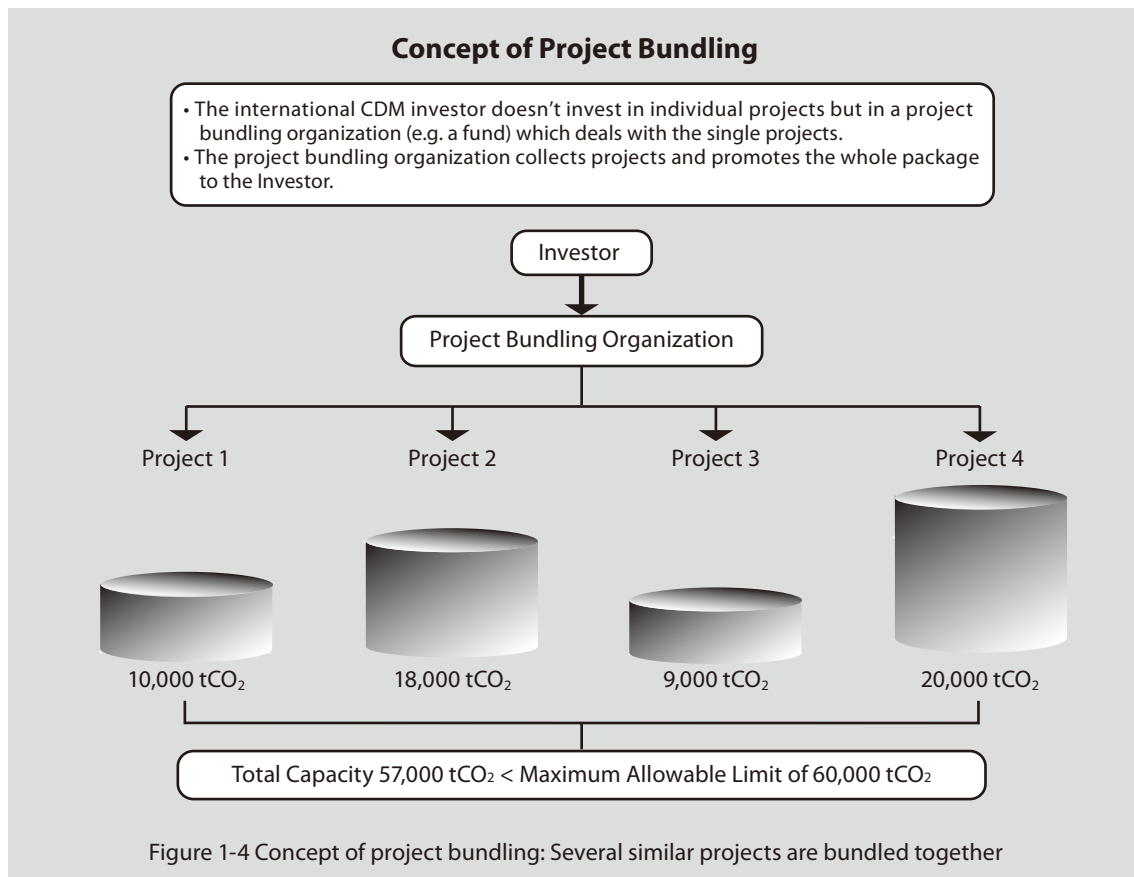 Concept of Project Bundling
• The international CDM investor doesn’t invest in individual projects but in a project
bundling organization (e.g. a fund) which deals with the single projects.
• The project bundling organization collects projects and promotes the whole package
to the Investor.
Investor
Project Bundling Organization
Project 1 Project 2 Project 3 Project 4
10,000 tCO₂ 18,000 tCO₂ 9,000 tCO₂ 20,000 tCO₂
Total Capacity 57,000 tCO₂ < Maximum Allowable Limit of 60,000 tCO₂
Figure 1-4 Concept of project bundling: Several similar projects are bundled together